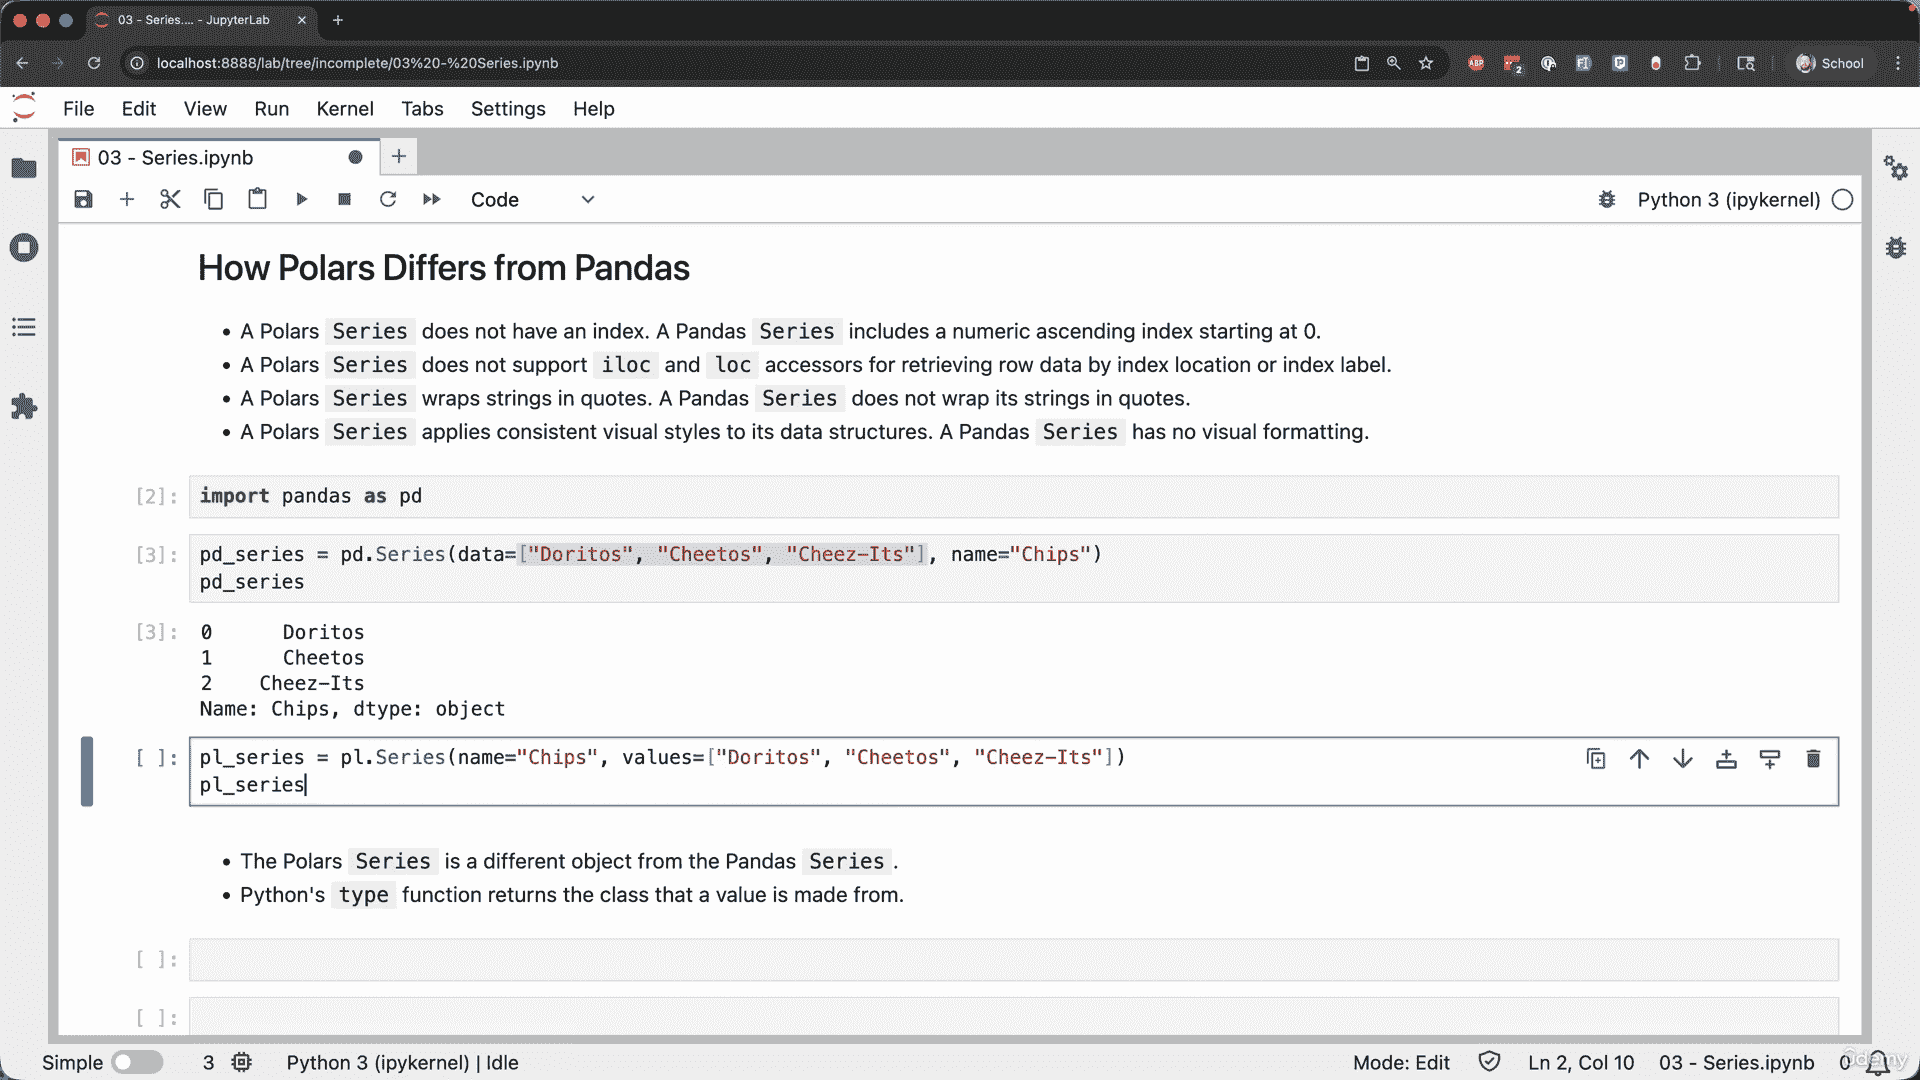 03 - Series.... - JupyterLab
localhost:8888/lab/tree/incomplete/03%20-%20Series.ipynb
ABP
2
School
File Edit View Run Kernel Tabs Settings Help
03 - Series.ipynb
Code
Python 3 (ipykernel)
How Polars Differs from Pandas
• A Polars Series does not have an index. A Pandas Series includes a numeric ascending index starting at 0.
• A Polars Series does not support iloc and loc accessors for retrieving row data by index location or index label.
• A Polars Series wraps strings in quotes. A Pandas Series does not wrap its strings in quotes.
• A Polars Series applies consistent visual styles to its data structures. A Pandas Series has no visual formatting.
[2]: import pandas as pd
[3]: pd_series = pd.Series(data=["Doritos", "Cheetos", "Cheez-Its"], name="Chips")
pd_series
[3]: 0 Doritos
1 Cheetos
2 Cheez-Its
Name: Chips, dtype: object
[ ]: pl_series = pl.Series(name="Chips", values=["Doritos", "Cheetos", "Cheez-Its"])
pl_series
• The Polars Series is a different object from the Pandas Series.
• Python's type function returns the class that a value is made from.
[ ]:
[ ]:
Simple 3 Python 3 (ipykernel) | Idle Mode: Edit Ln 2, Col 10 03 - Series.ipynb 0
Udemy